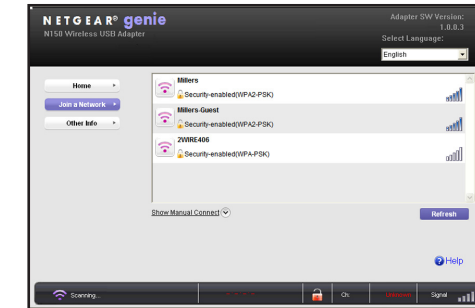 NETGEAR® genie
N150 Wireless USB Adapter
Adapter SW Version:
1.0.0.3
Select Language:
English
Home
Join a Network
Other Info
Millers
Security-enabled(WPA2-PSK)
Millers-Guest
Security-enabled(WPA2-PSK)
2WIRE406
Security-enabled(WPA-PSK)
Show Manual Connect
Refresh
Help
Scanning...
Ch:
Signal